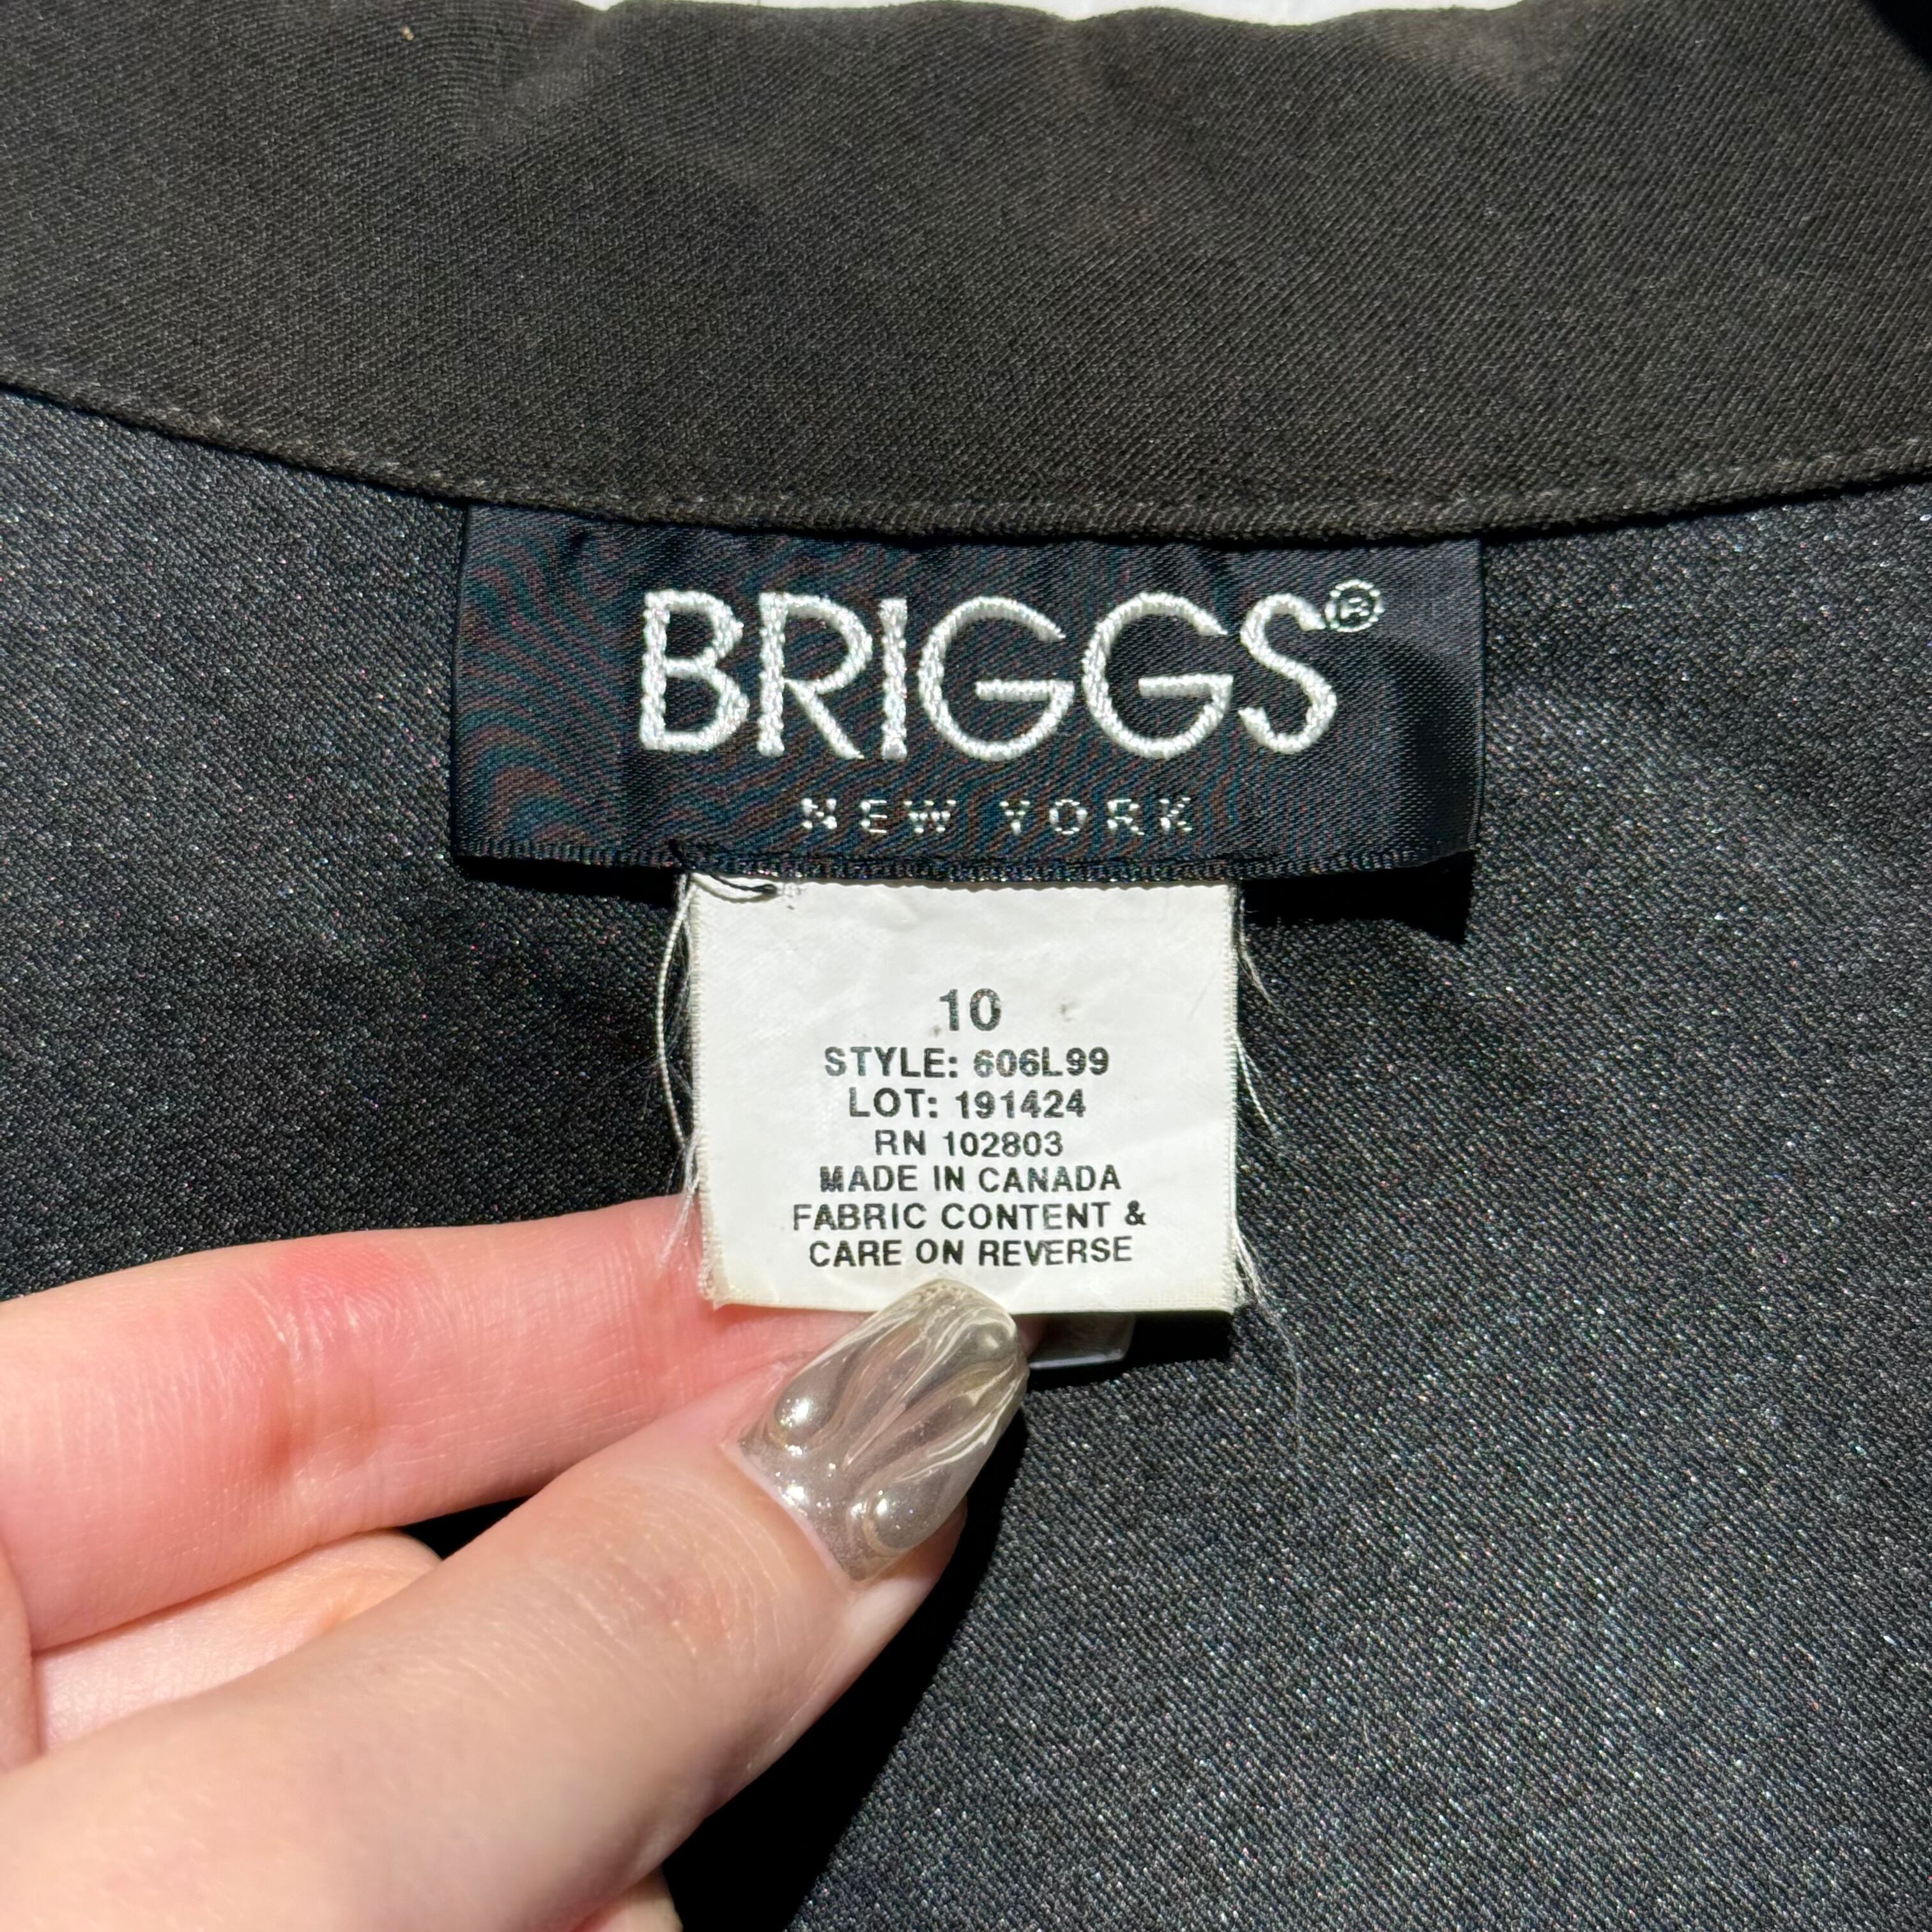 BRIGGS®
NEW YORK
10
STYLE: 606L99
LOT: 191424
RN 102803
MADE IN CANADA
FABRIC CONTENT &
CARE ON REVERSE